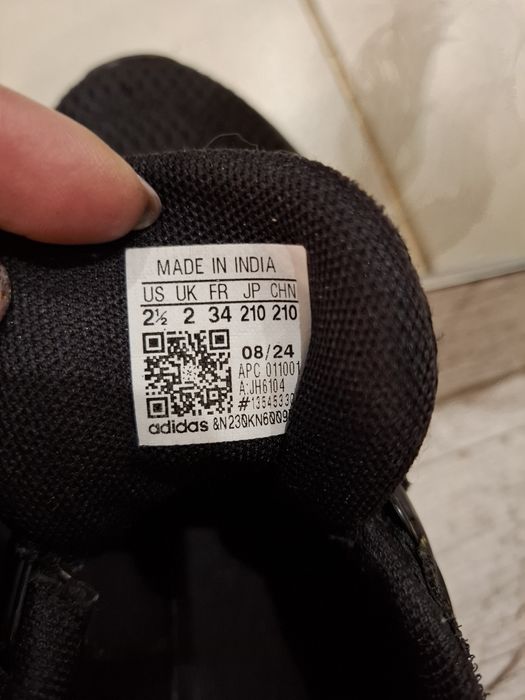 MADE IN INDIA
US UK FR JP CHN
2½ 2 34 210 210
08/24
APC 011001
A:JH6104
adidas